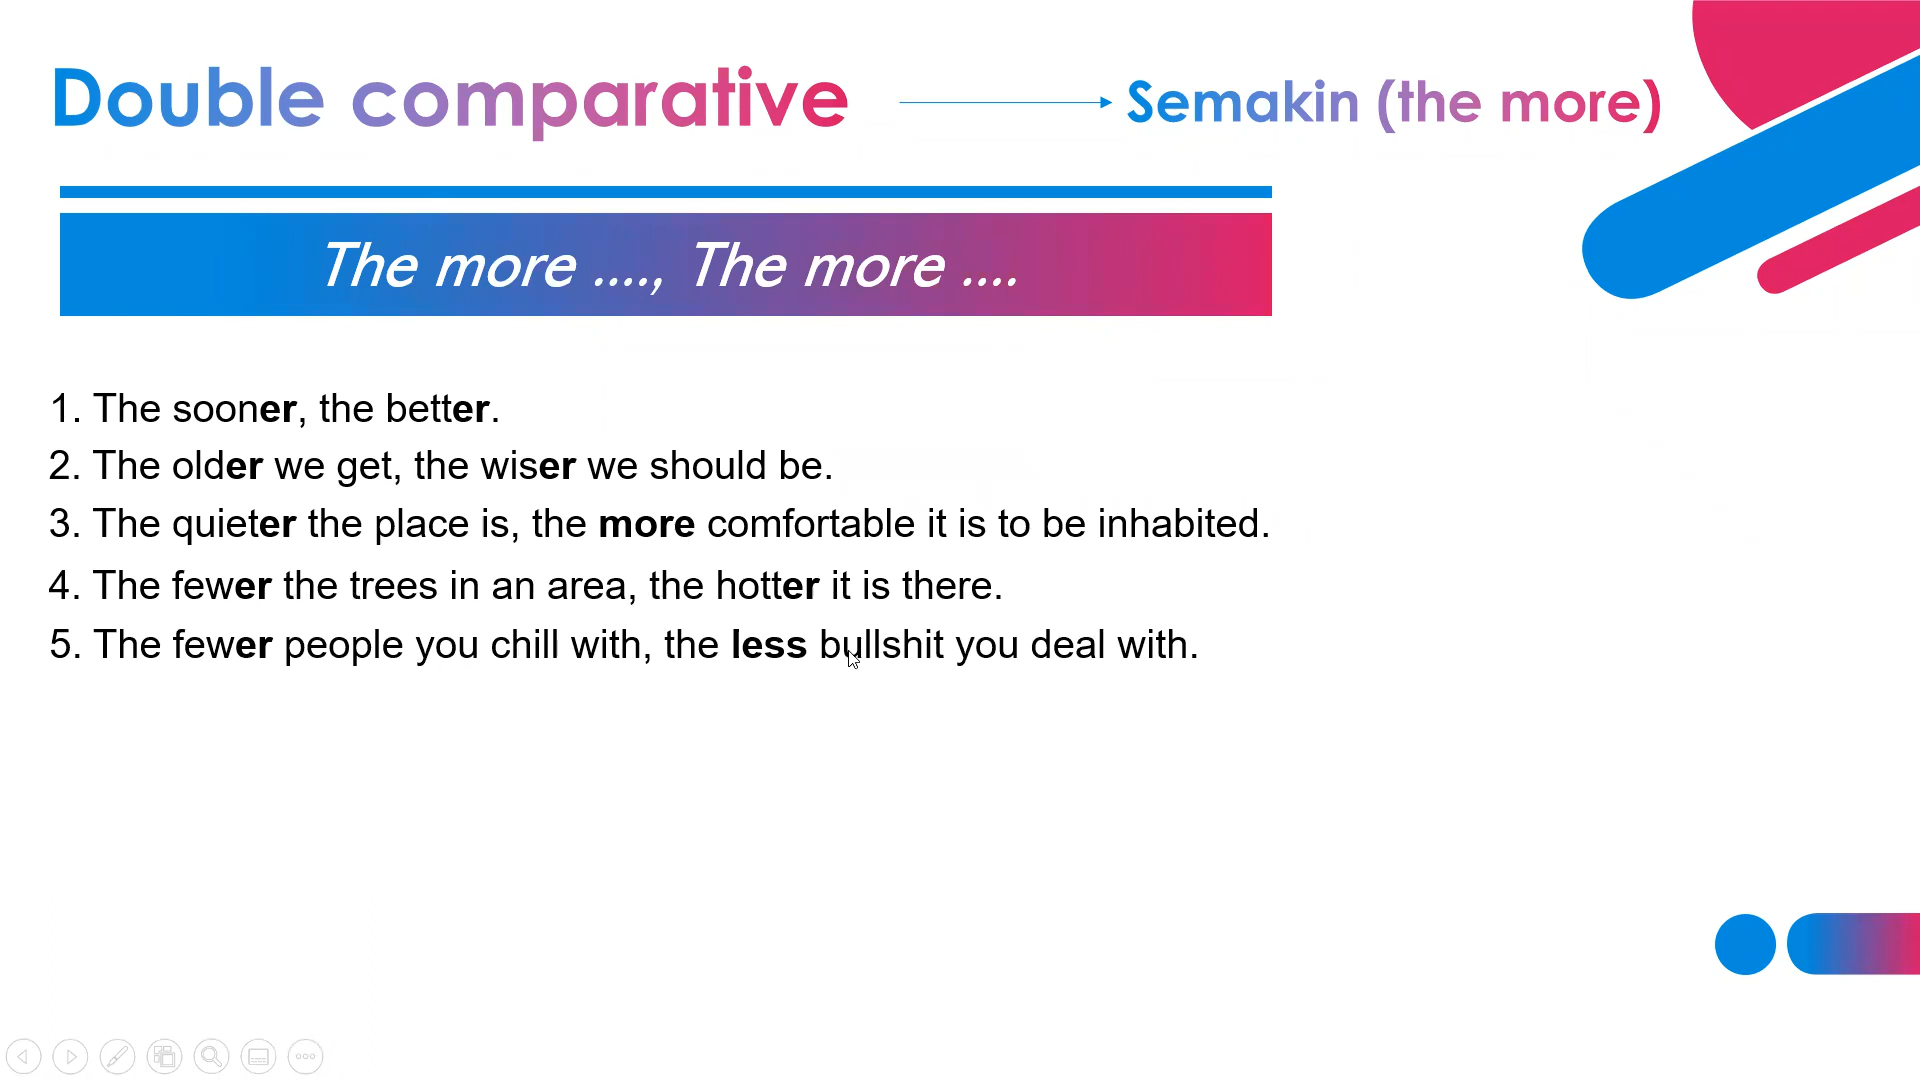 Double comparative
Semakin (the more)
The more ...., The more ....
1. The sooner, the better.
2. The older we get, the wiser we should be.
3. The quieter the place is, the more comfortable it is to be inhabited.
4. The fewer the trees in an area, the hotter it is there.
5. The fewer people you chill with, the less bullshit you deal with.